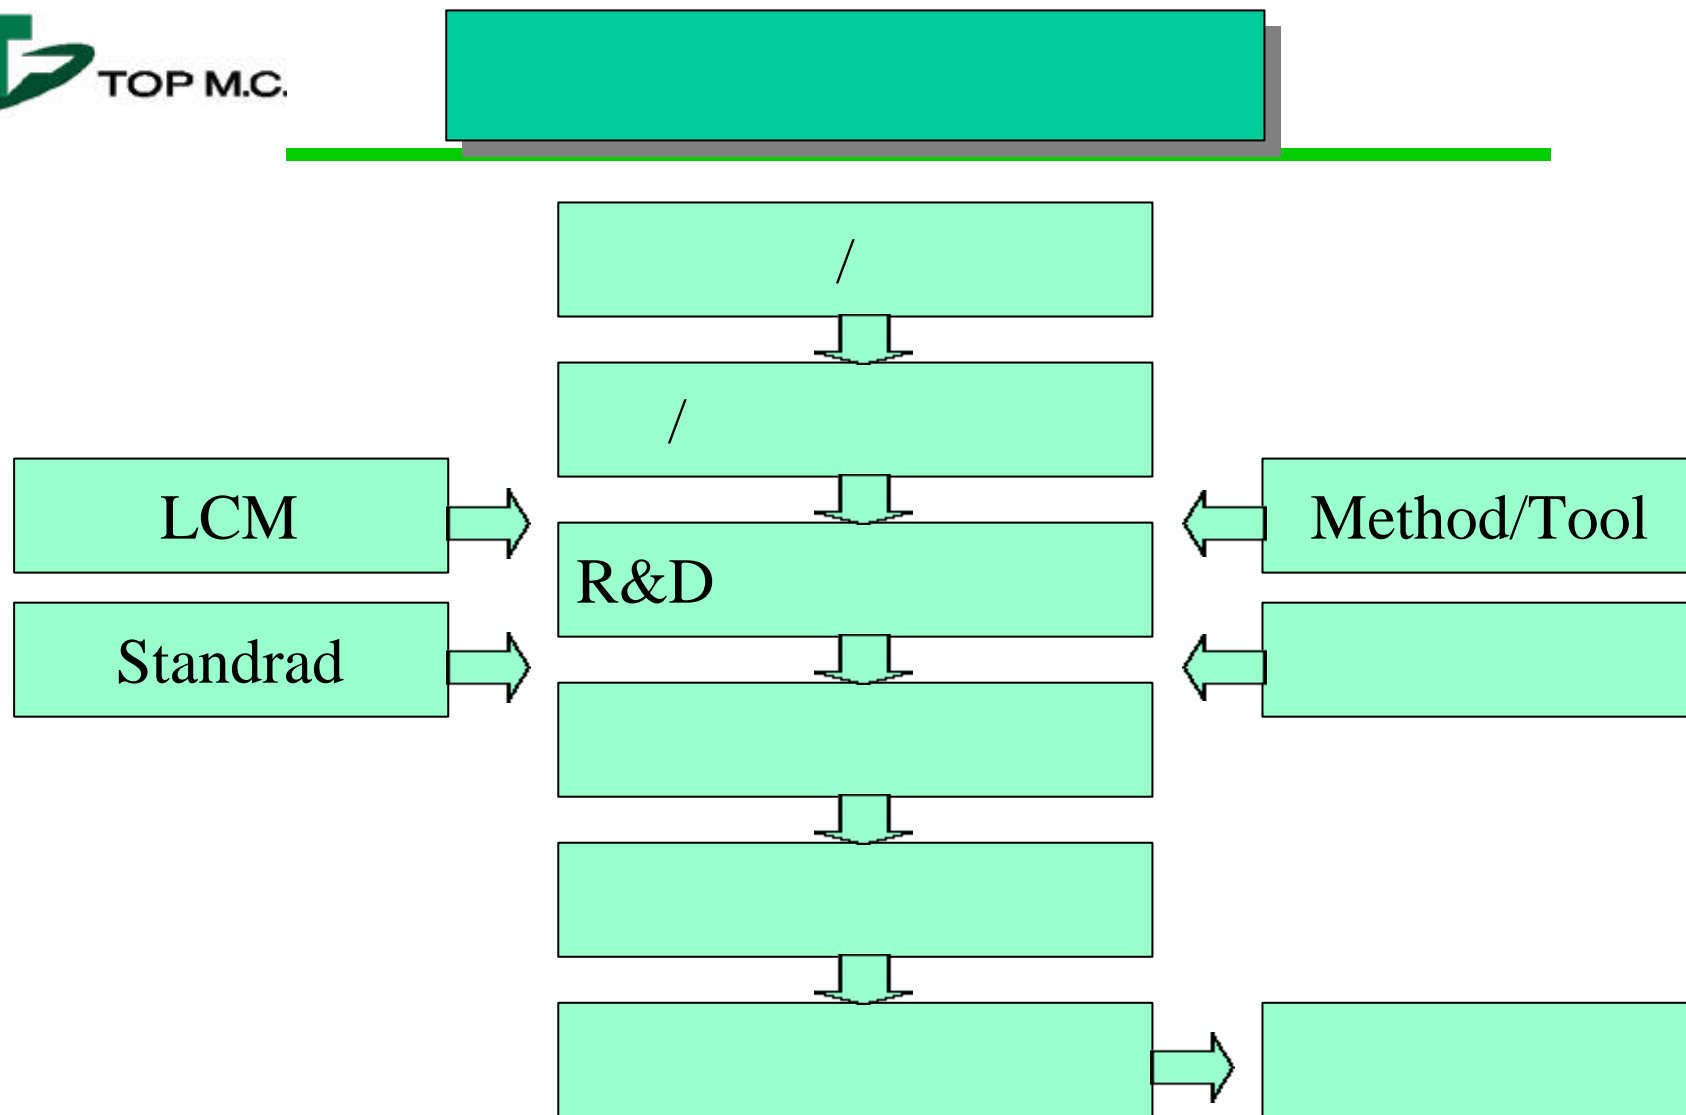 TOP M.C.
/
/
LCM
Method/Tool
R&D
Standrad